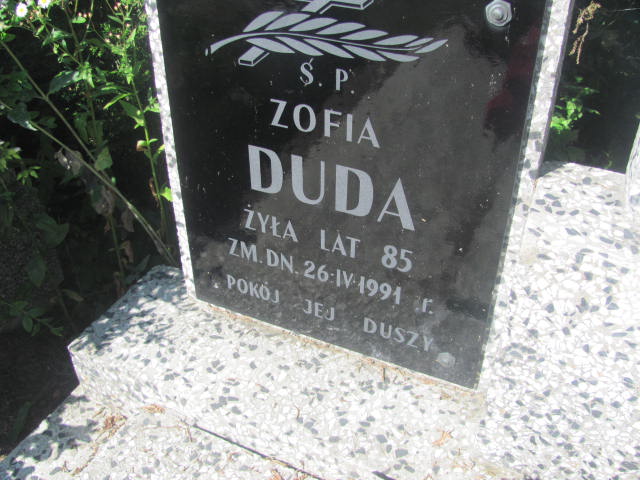 Ś. P.
ZOFIA
DUDA
ŻYŁA LAT 85
ZM. DN. 26·IV·1991 r.
POKÓJ JEJ DUSZY